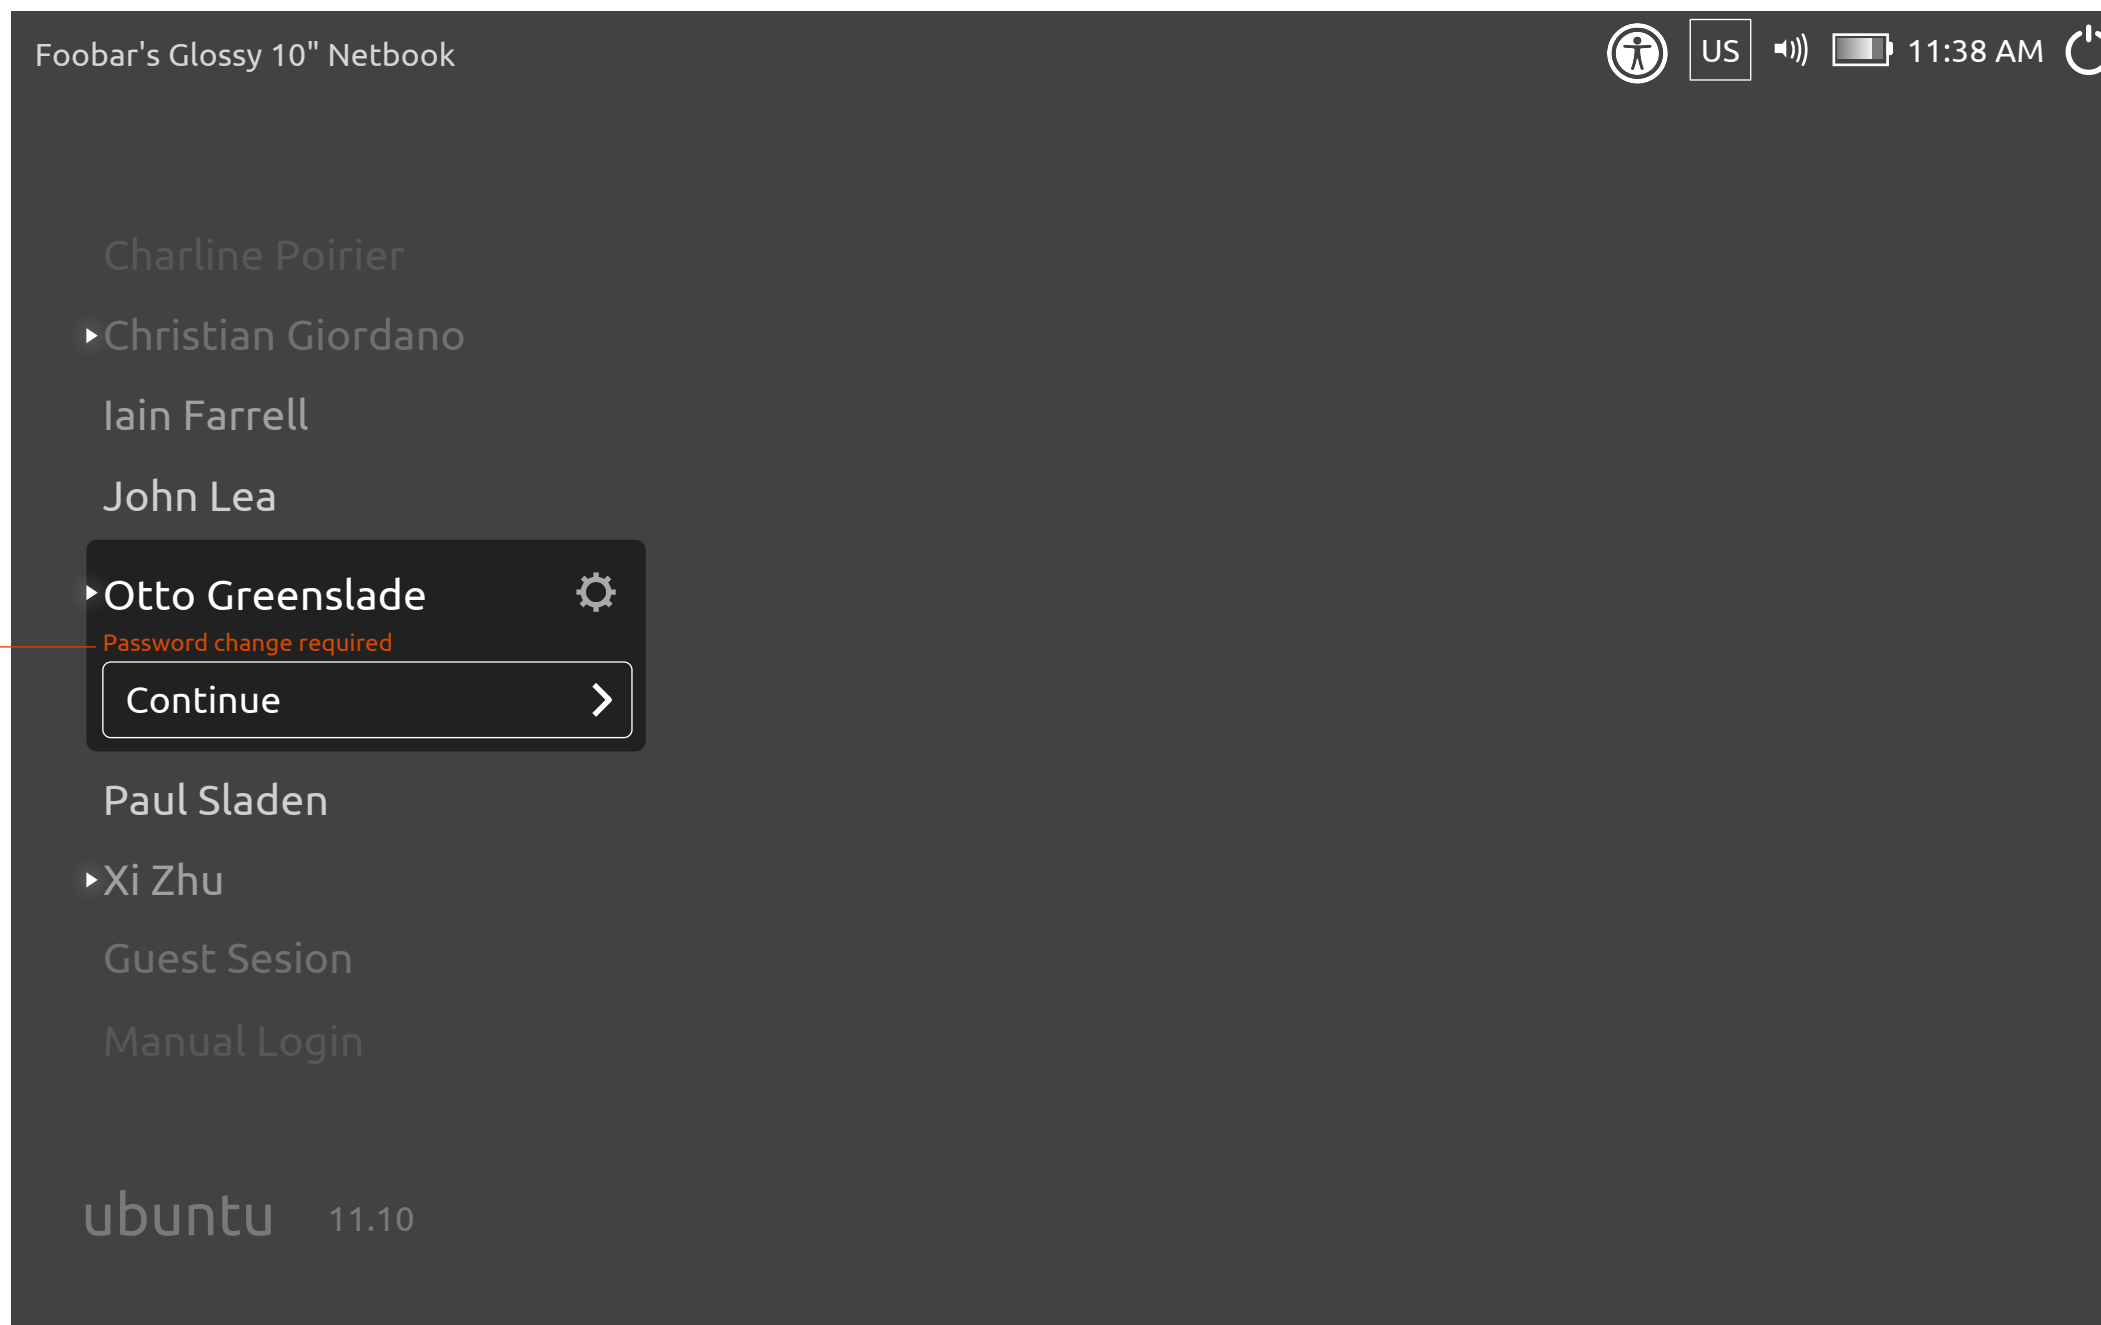 Foobar's Glossy 10" Netbook
US 11:38 AM
Charline Poirier
Christian Giordano
Iain Farrell
John Lea
Otto Greenslade
Password change required
Continue
Paul Sladen
Xi Zhu
Guest Sesion
Manual Login
ubuntu 11.10